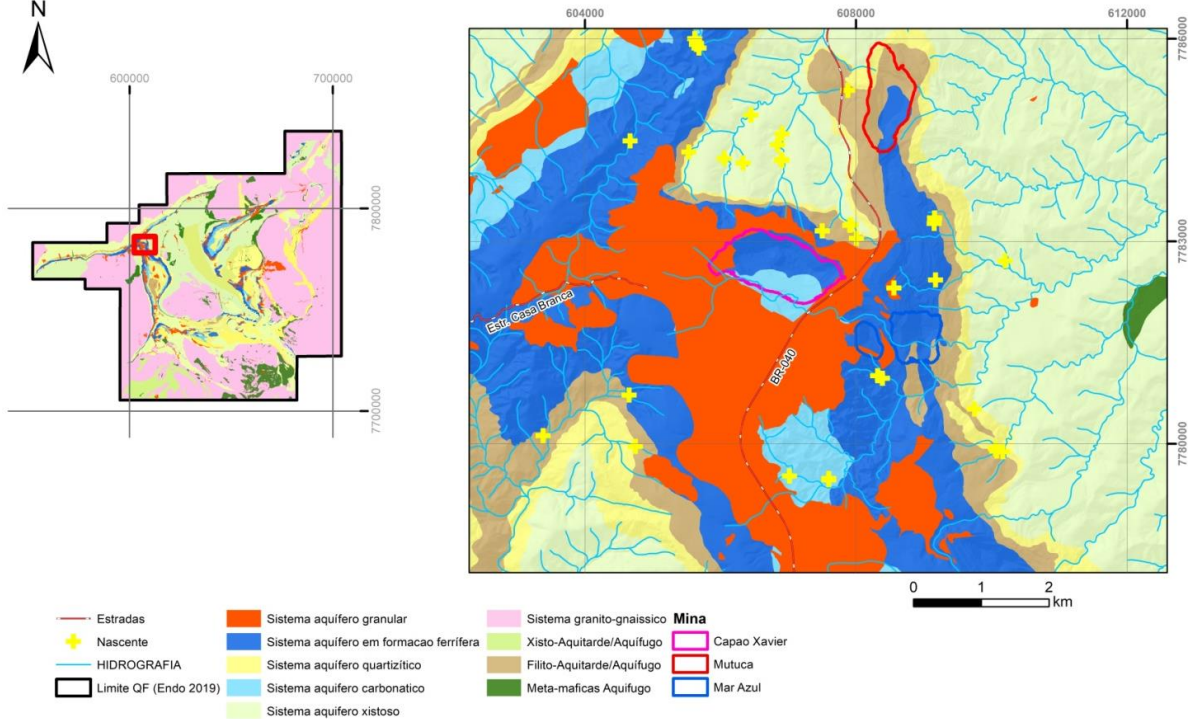 N
600000
700000
7800000
7700000
604000
608000
612000
7786000
7783000
7780000
Estr. Casa Branca
BR-040
0 1 2
km
Estradas
Nascente
HIDROGRAFIA
Limite QF (Endo 2019)
Sistema aquífero granular
Sistema aquífero em formacao ferrífera
Sistema aquífero quartizítico
Sistema aquifero carbonatico
Sistema aquífero xistoso
Sistema granito-gnaissico
Xisto-Aquitarde/Aquífugo
Filito-Aquitarde/Aquífugo
Meta-maficas Aquifugo
Mina
Capao Xavier
Mutuca
Mar Azul